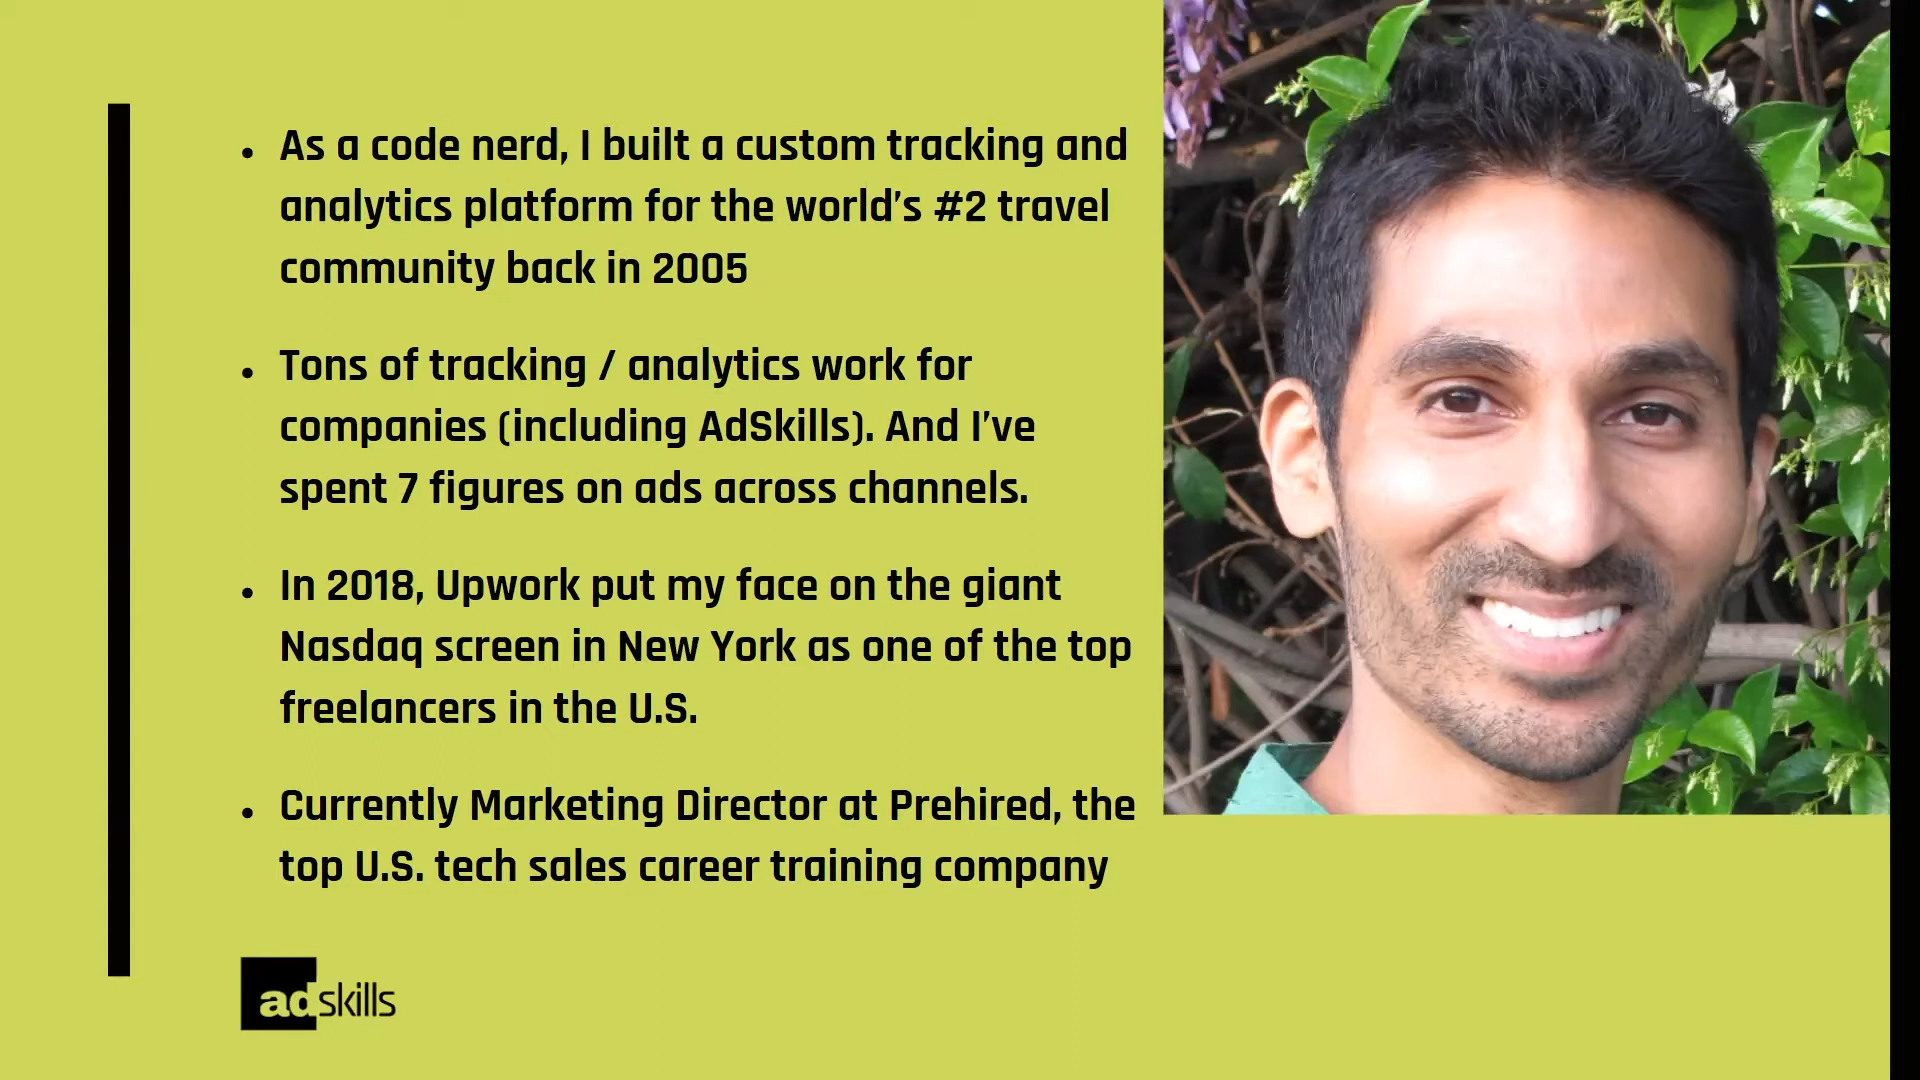 • As a code nerd, I built a custom tracking and
analytics platform for the world’s #2 travel
community back in 2005
• Tons of tracking / analytics work for
companies (including AdSkills). And I’ve
spent 7 figures on ads across channels.
• In 2018, Upwork put my face on the giant
Nasdaq screen in New York as one of the top
freelancers in the U.S.
• Currently Marketing Director at Prehired, the
top U.S. tech sales career training company
adskills